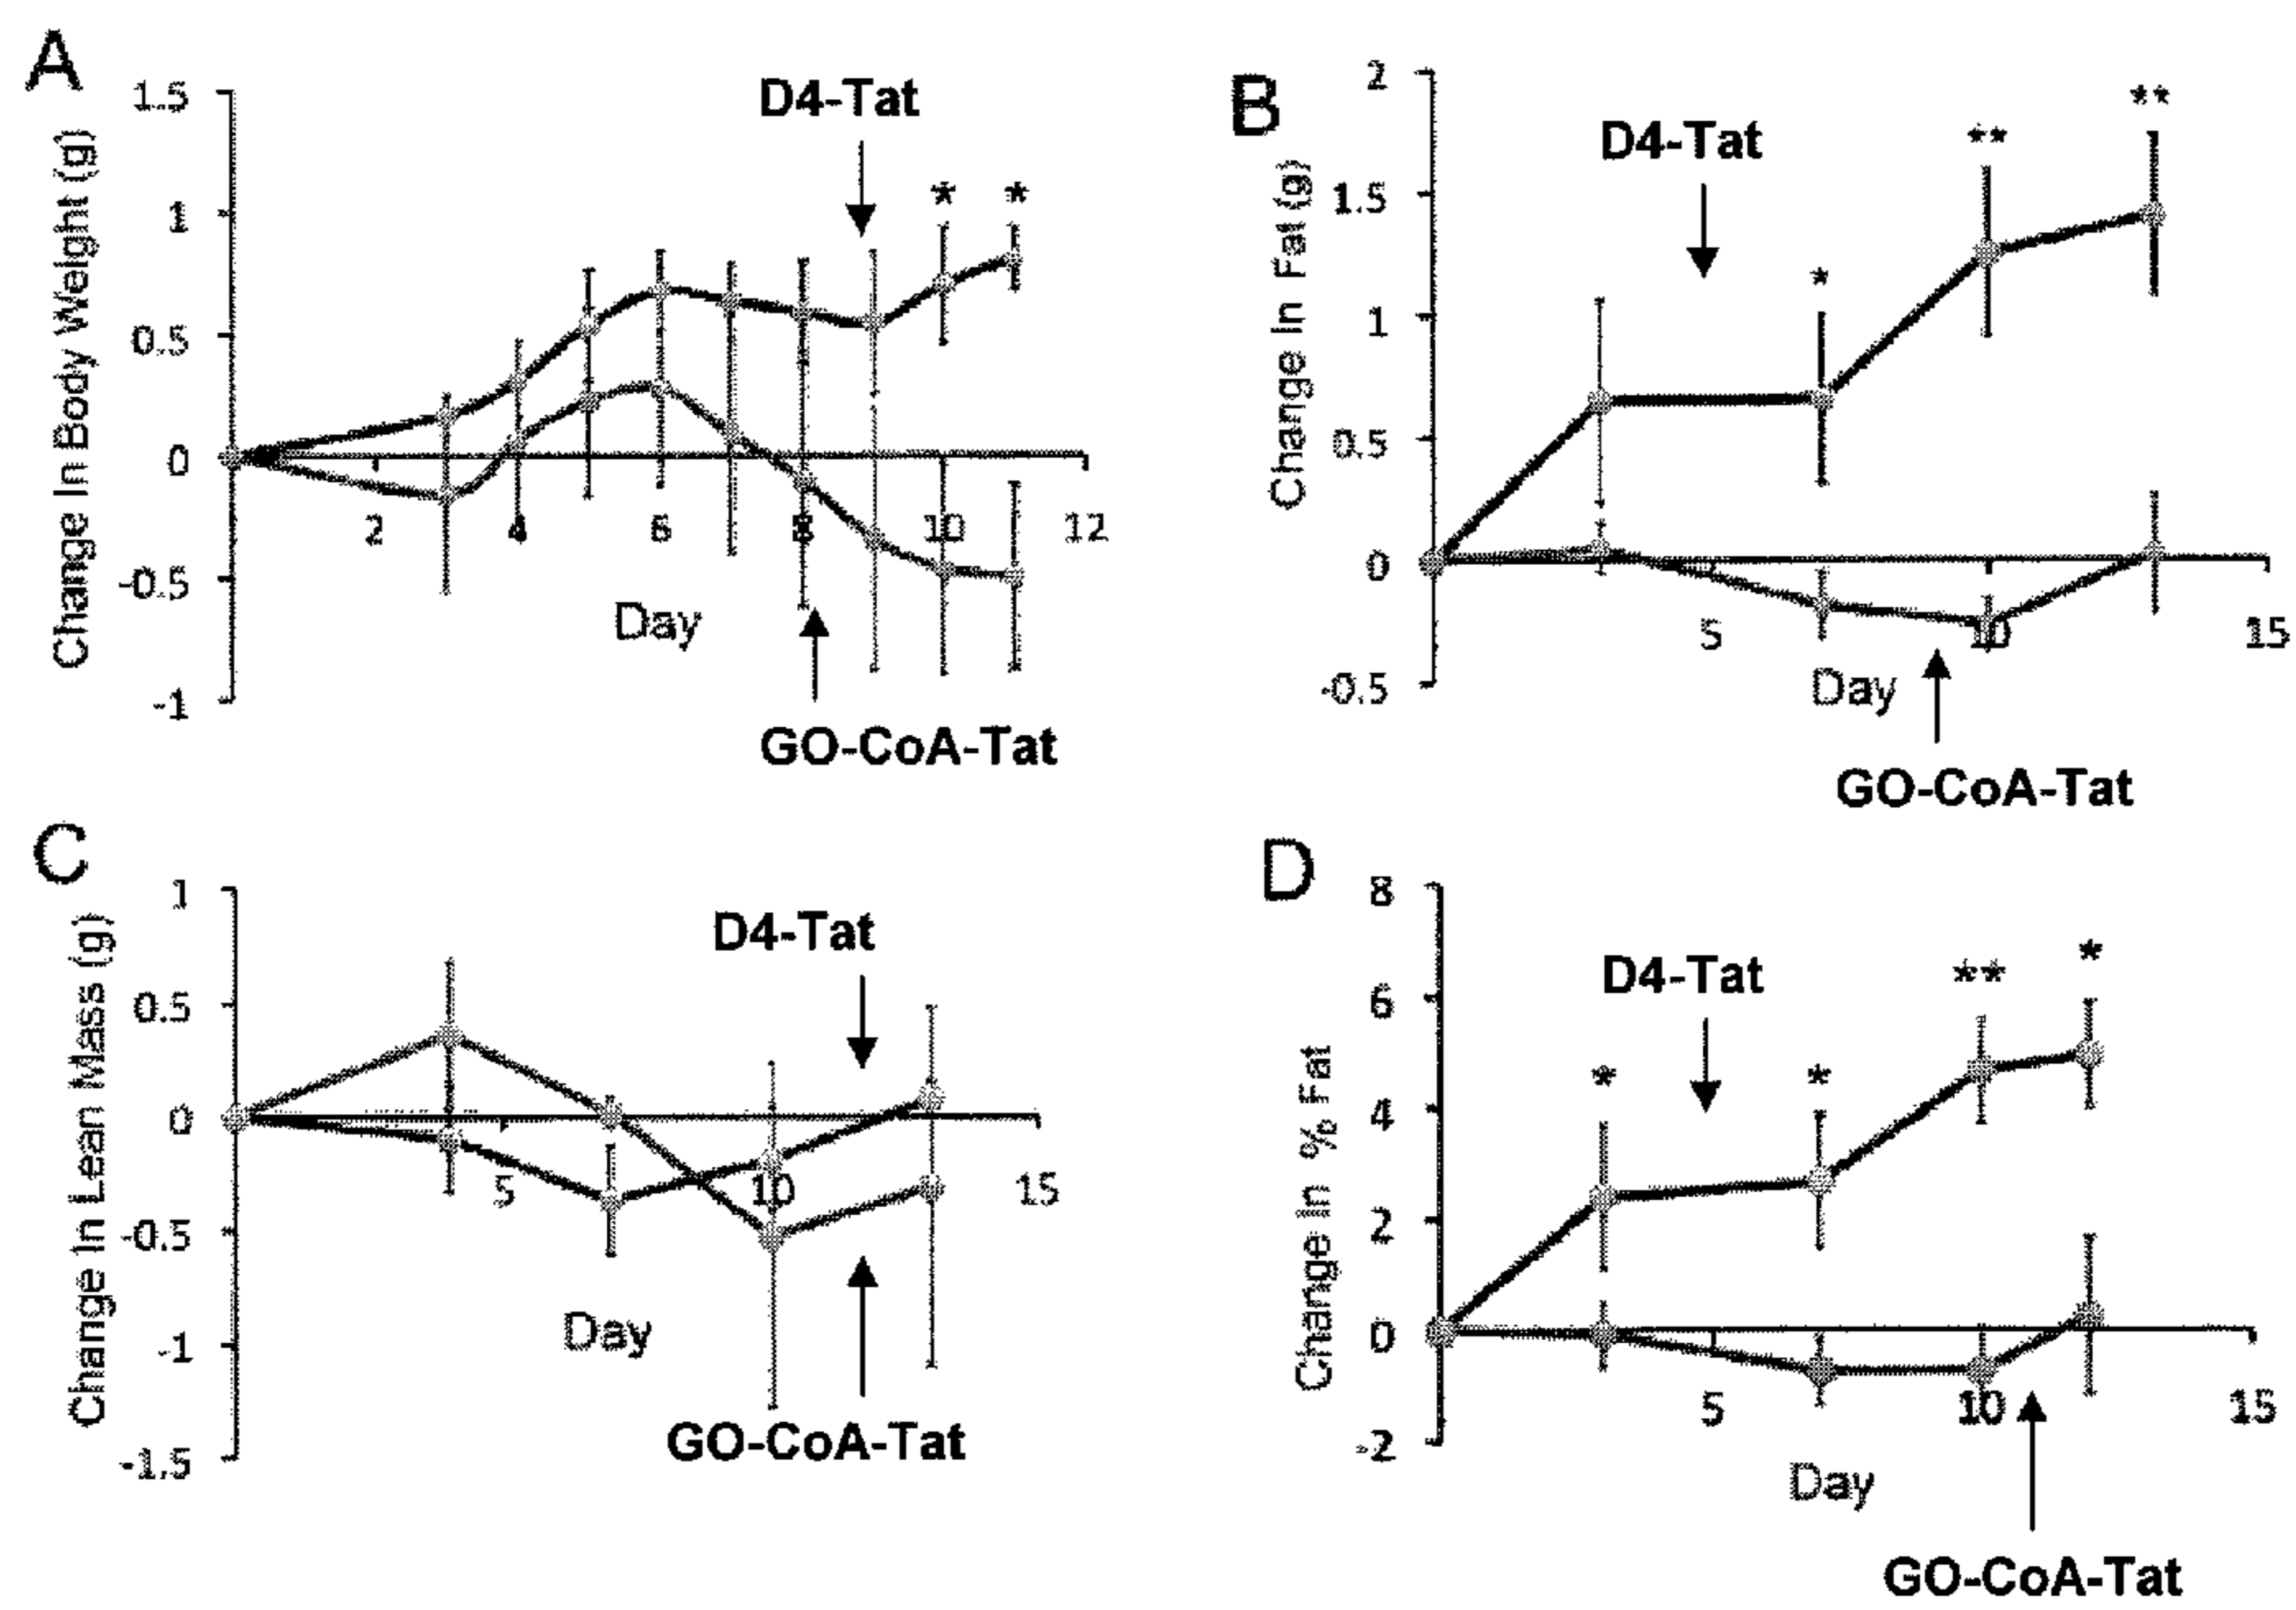 A
Change In Body Weight (g)
1.5
1
0.5
0
-0.5
-1
2
4
6
8
10
12
Day
D4-Tat
*
*
GO-CoA-Tat
B
Change In Fat (g)
2
1.5
1
0.5
0
-0.5
5
10
15
Day
D4-Tat
*
**
**
GO-CoA-Tat
C
Change In Lean Mass (g)
1
0.5
0
-0.5
-1
-1.5
5
10
15
Day
D4-Tat
GO-CoA-Tat
D
Change in % Fat
8
6
4
2
0
-2
5
10
15
Day
D4-Tat
*
*
**
*
GO-CoA-Tat